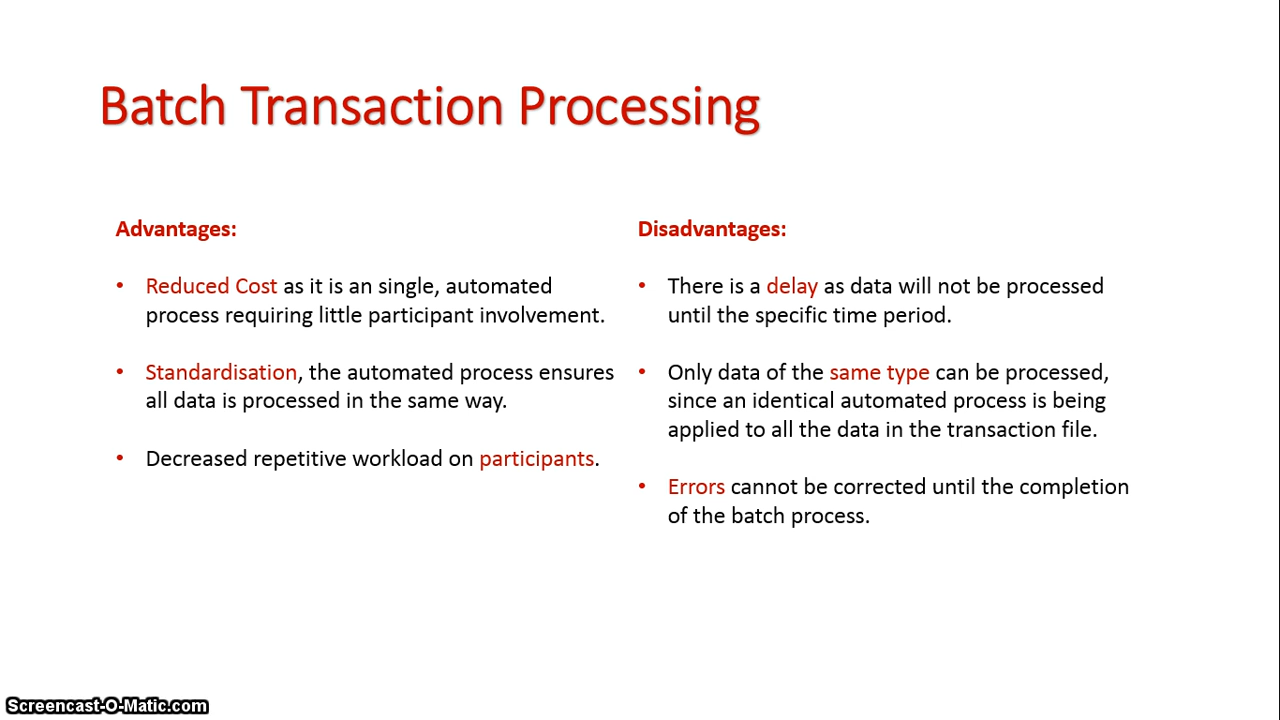 Batch Transaction Processing
Advantages:
• Reduced Cost as it is an single, automated
process requiring little participant involvement.
• Standardisation, the automated process ensures
all data is processed in the same way.
• Decreased repetitive workload on participants.
Disadvantages:
• There is a delay as data will not be processed
until the specific time period.
• Only data of the same type can be processed,
since an identical automated process is being
applied to all the data in the transaction file.
• Errors cannot be corrected until the completion
of the batch process.
Screencast-O-Matic.com